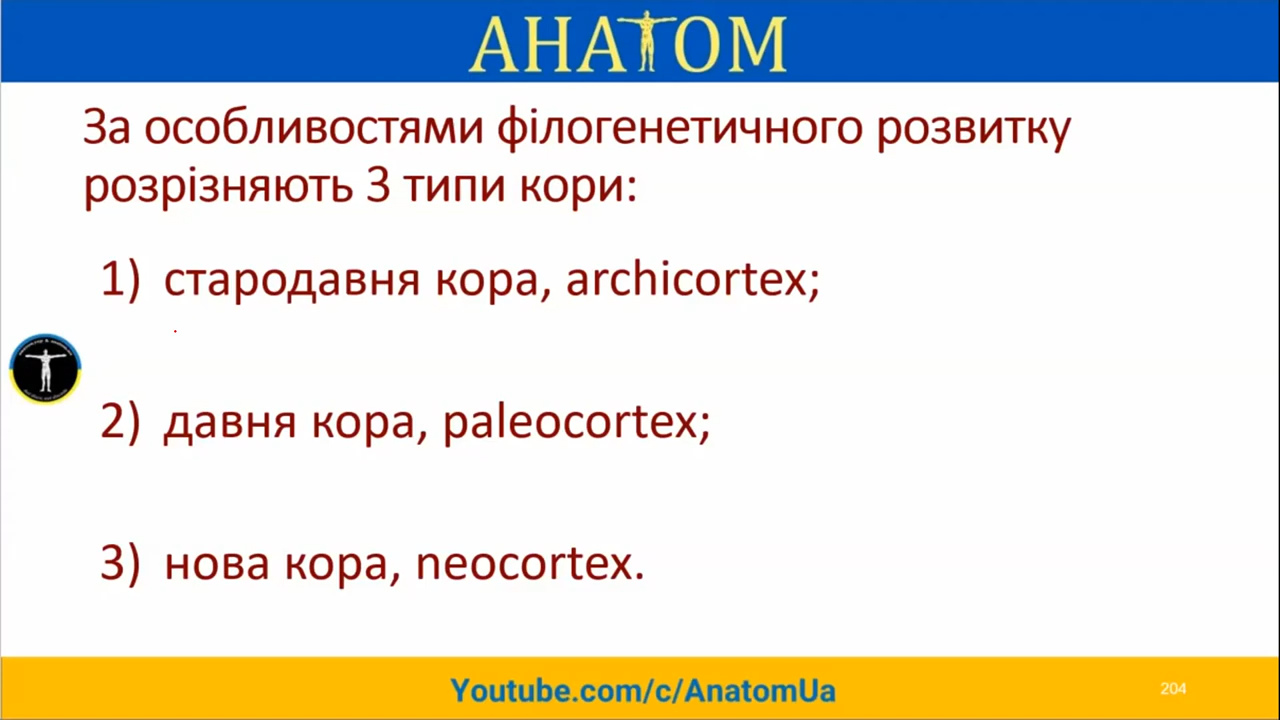 АНАТОМ
За особливостями філогенетичного розвитку
розрізняють 3 типи кори:
1) стародавня кора, archicortex;
2) давня кора, paleocortex;
3) нова кора, neocortex.
Youtube.com/c/AnatomUa
204